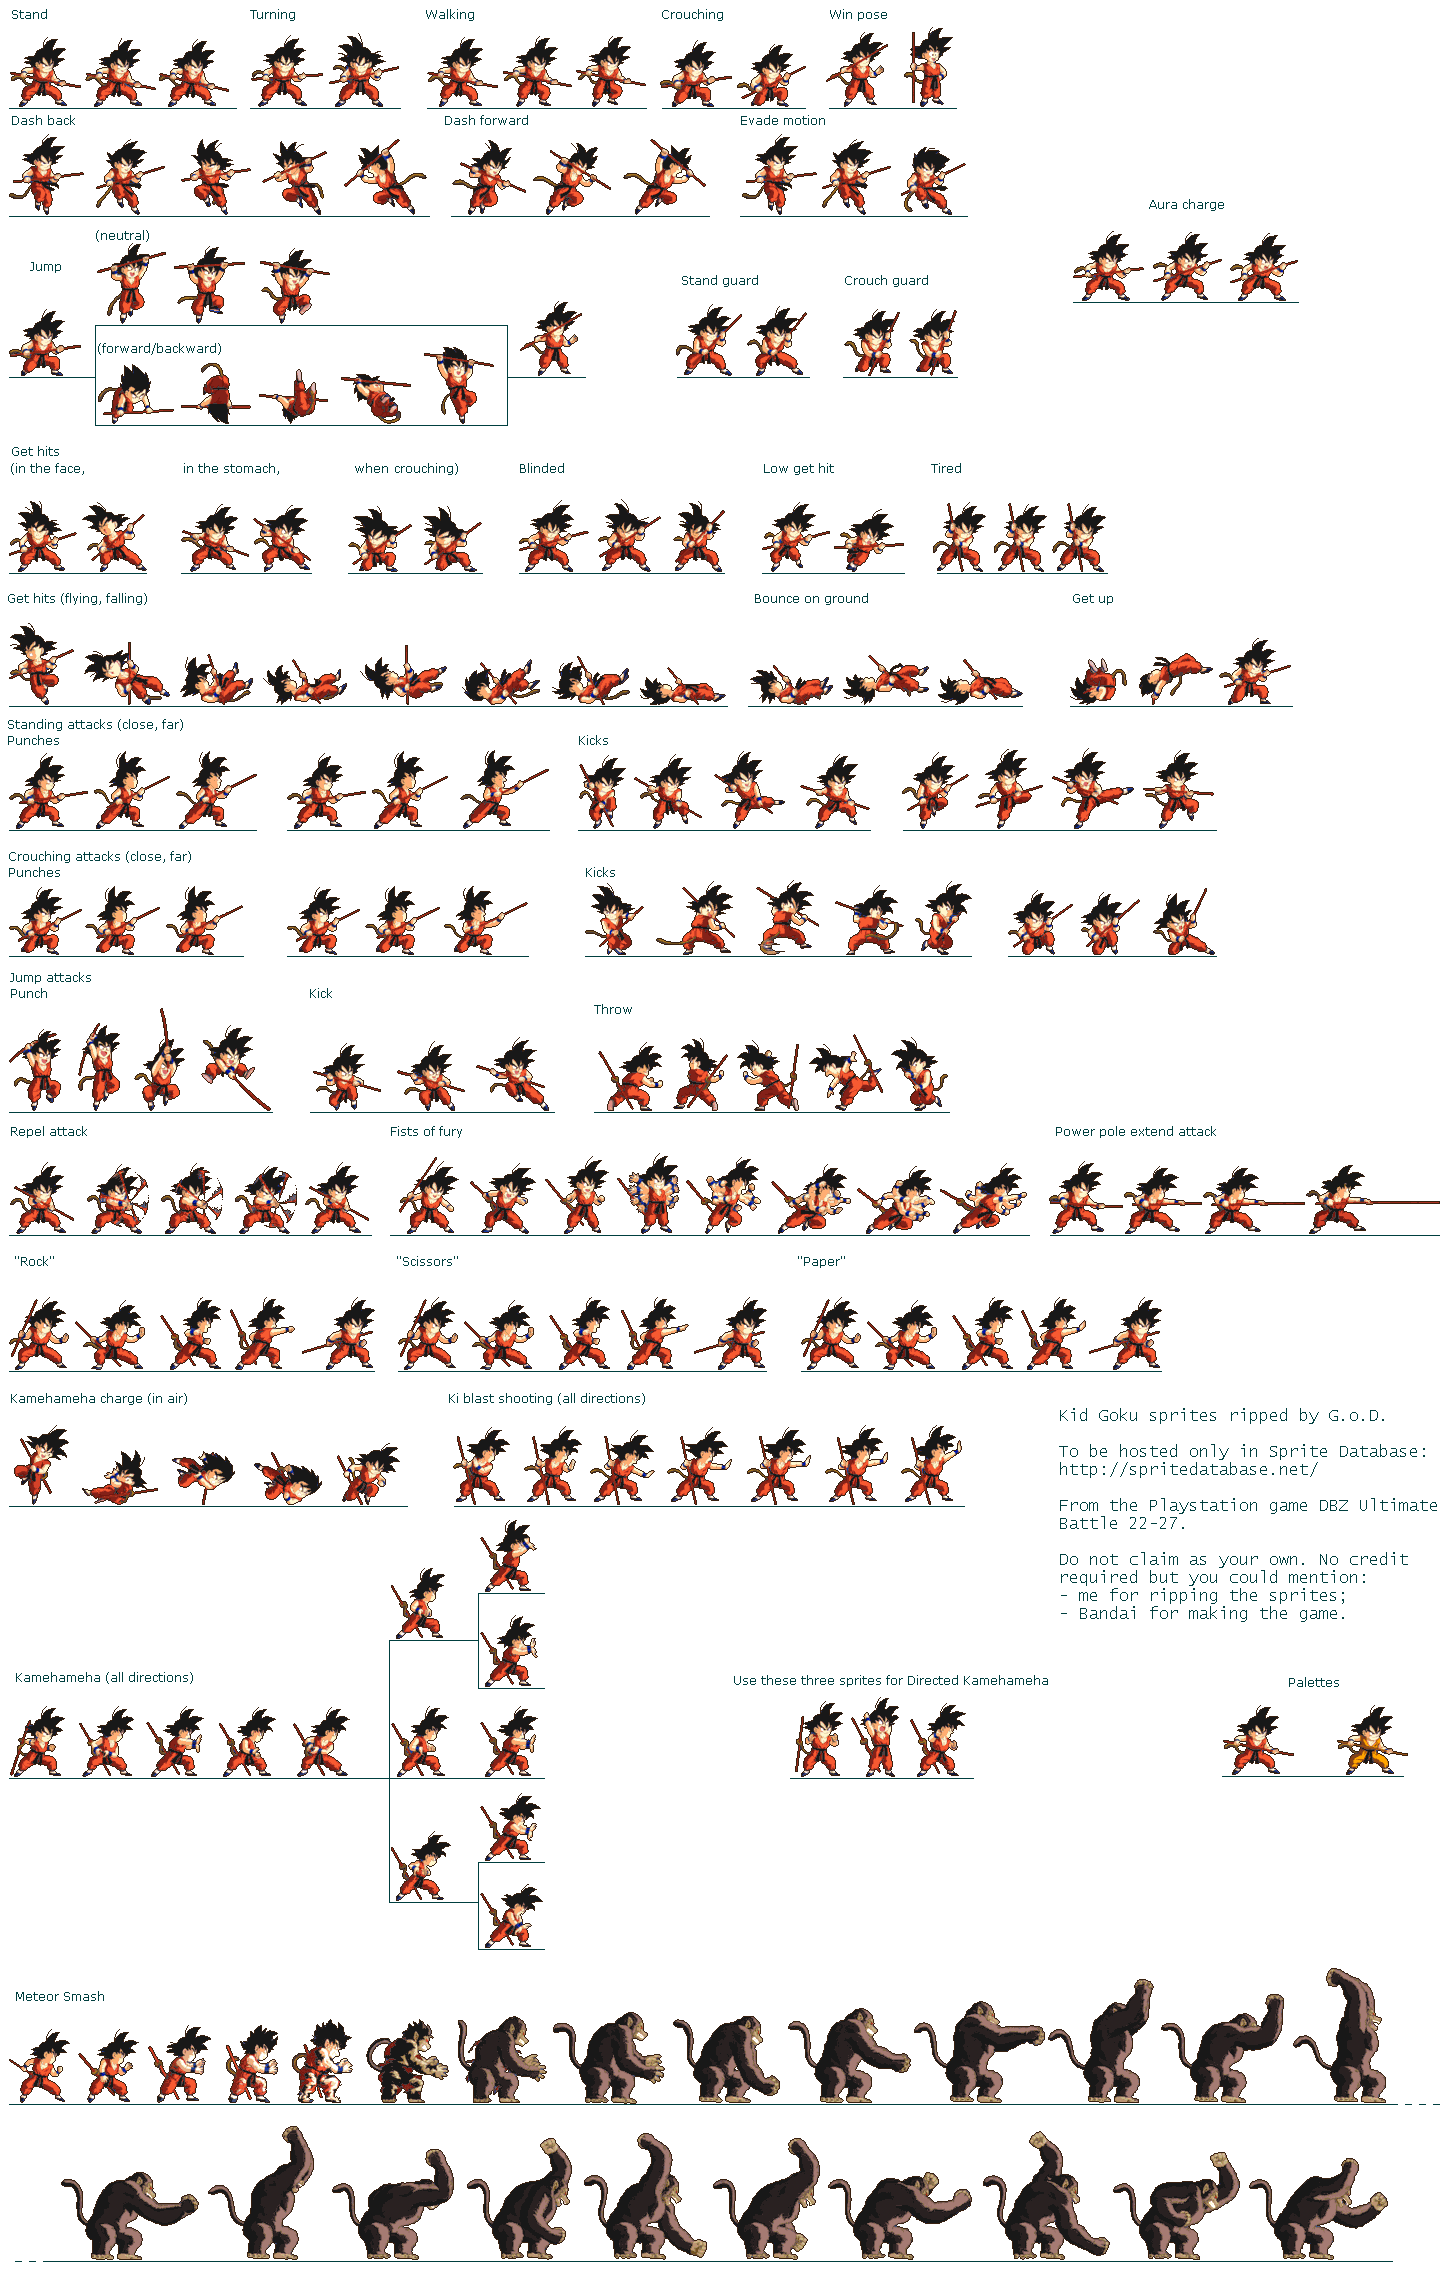 Stand
Turning
Walking
Crouching
Win pose
Dash back
Dash forward
Evade motion
Aura charge
(neutral)
Jump
Stand guard
Crouch guard
(forward/backward)
Get hits
(in the face,
in the stomach,
when crouching)
Blinded
Low get hit
Tired
Get hits (flying, falling)
Bounce on ground
Get up
Standing attacks (close, far)
Punches
Kicks
Crouching attacks (close, far)
Punches
Kicks
Jump attacks
Punch
Kick
Throw
Repel attack
Fists of fury
Power pole extend attack
"Rock"
"Scissors"
"Paper"
Kamehameha charge (in air)
Ki blast shooting (all directions)
Kid Goku sprites ripped by G.o.D.
To be hosted only in Sprite Database:
http://spritedatabase.net/
From the Playstation game DBZ Ultimate
Battle 22-27.
Do not claim as your own. No credit
required but you could mention:
- me for ripping the sprites;
- Bandai for making the game.
Kamehameha (all directions)
Use these three sprites for Directed Kamehameha
Palettes
Meteor Smash